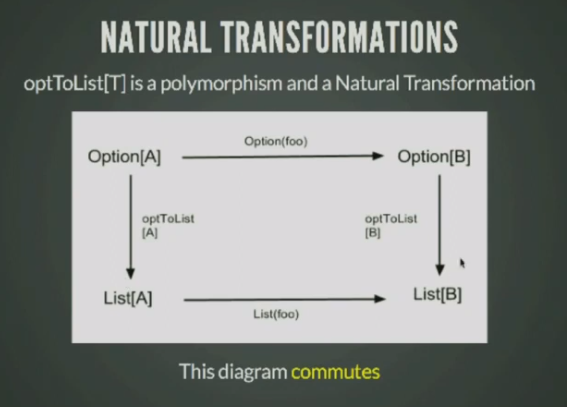 NATURAL TRANSFORMATIONS
optToList[T] is a polymorphism and a Natural Transformation
Option(foo)
Option[A]
Option[B]
optToList
[A]
optToList
[B]
List[A]
List[B]
List(foo)
This diagram commutes